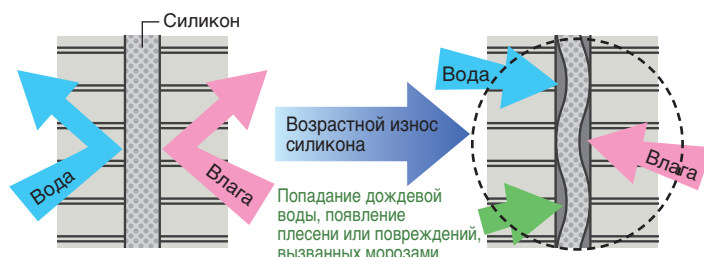 Силикон
Вода
Влага
Возрастной износ
силикона
Вода
Влага
Попадание дождевой
воды, появление
плесени или повреждений,
вызванных морозами